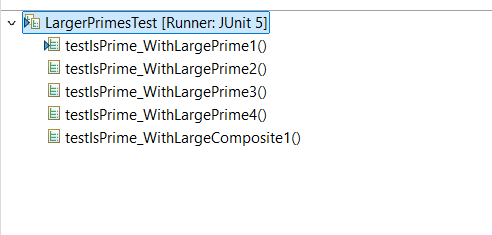 LargerPrimesTest [Runner: JUnit 5]
testIsPrime_WithLargePrime1()
testIsPrime_WithLargePrime2()
testIsPrime_WithLargePrime3()
testIsPrime_WithLargePrime4()
testIsPrime_WithLargeComposite1()